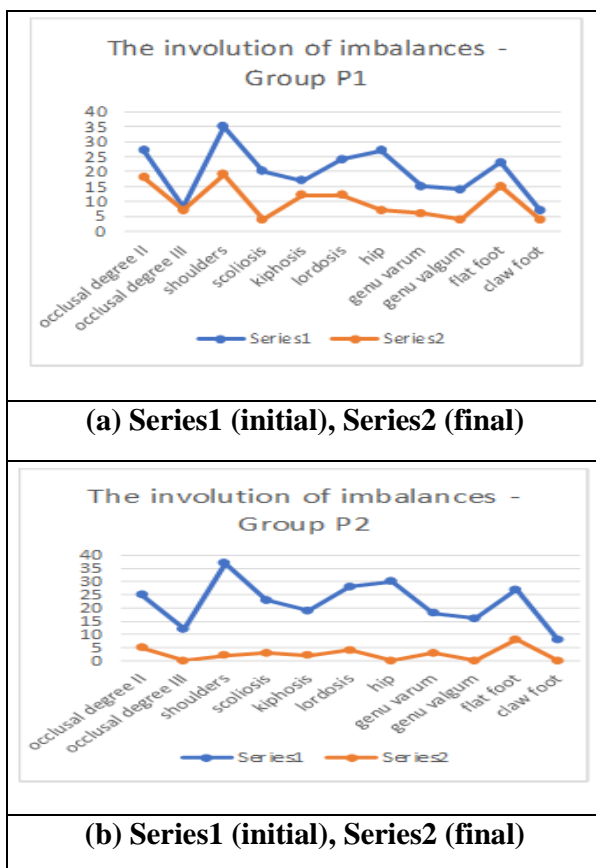 The involution of imbalances -
Group P1
40
35
30
25
20
15
10
5
0
occlusal degree II
occlusal degree III
shoulders
scoliosis
kiphosis
lordosis
hip
genu varum
genu valgum
flat foot
claw foot
Series1 Series2
(a) Series1 (initial), Series2 (final)
The involution of imbalances -
Group P2
40
35
30
25
20
15
10
5
0
occlusal degree II
occlusal degree III
shoulders
scoliosis
kiphosis
lordosis
hip
genu varum
genu valgum
flat foot
claw foot
Series1 Series2
(b) Series1 (initial), Series2 (final)